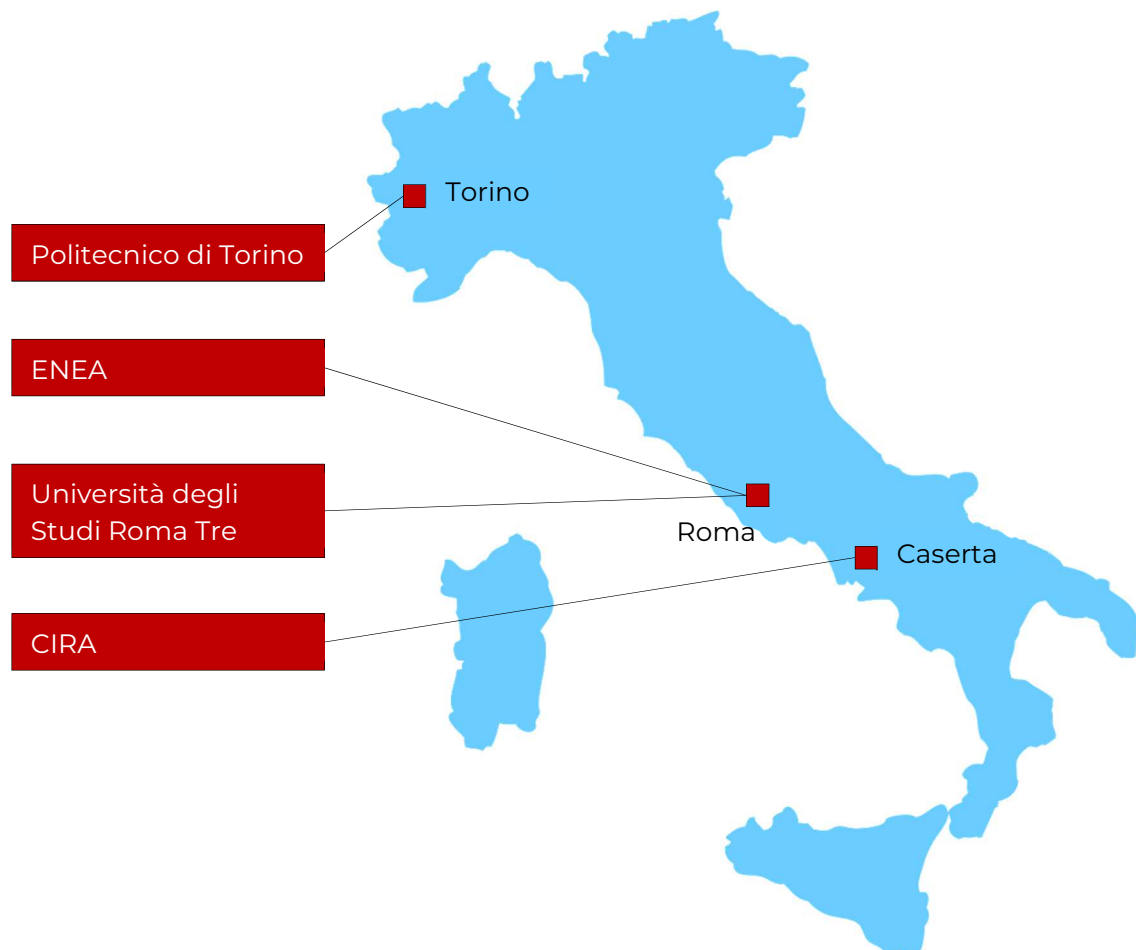 Torino
Politecnico di Torino
ENEA
Università degli
Studi Roma Tre
Roma
Caserta
CIRA